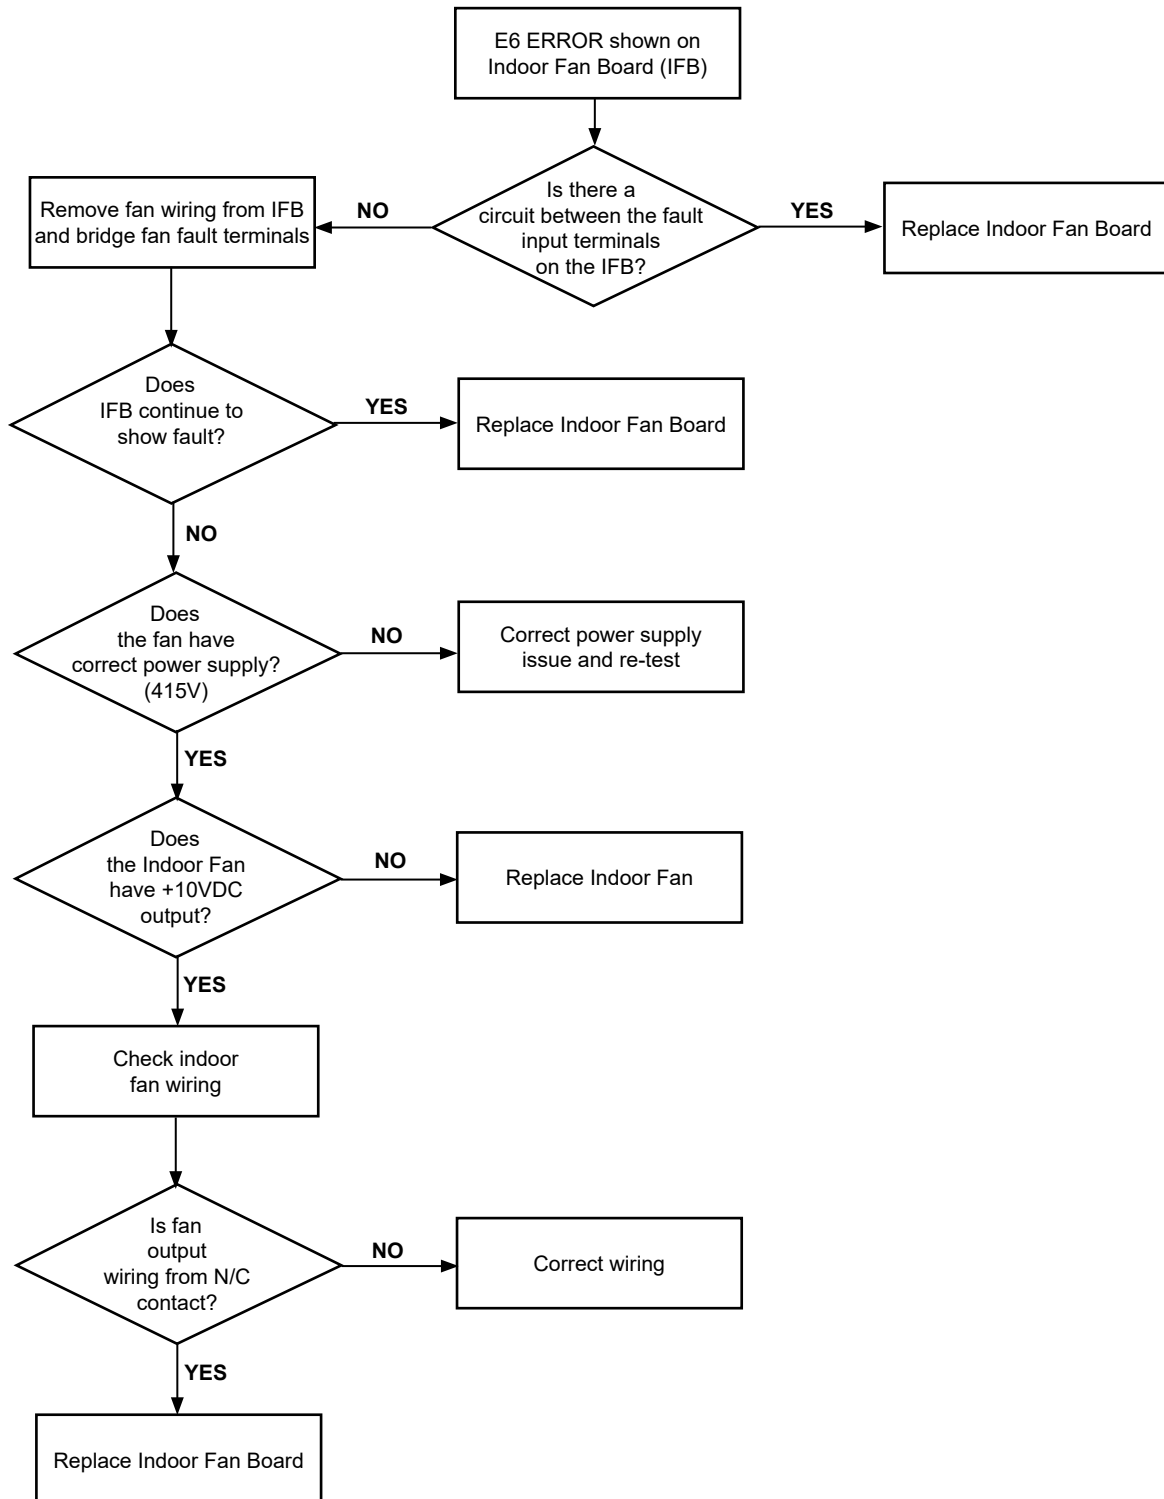 E6 ERROR shown on
Indoor Fan Board (IFB)
Is there a
circuit between the fault
input terminals
on the IFB?
NO
YES
Remove fan wiring from IFB
and bridge fan fault terminals
Replace Indoor Fan Board
Does
IFB continue to
show fault?
YES
Replace Indoor Fan Board
NO
Does
the fan have
correct power supply?
(415V)
NO
Correct power supply
issue and re-test
YES
Does
the Indoor Fan
have +10VDC
output?
NO
Replace Indoor Fan
YES
Check indoor
fan wiring
Is fan
output
wiring from N/C
contact?
NO
Correct wiring
YES
Replace Indoor Fan Board